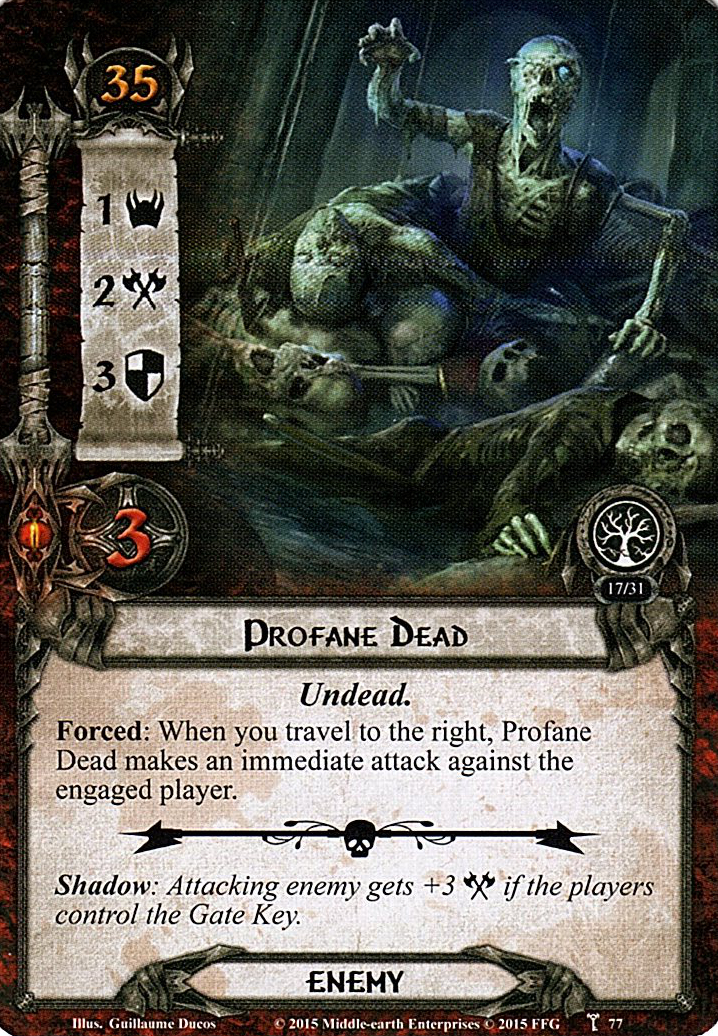 35
1
2
3
3
17/31
Profane Dead
Undead.
Forced: When you travel to the right, Profane
Dead makes an immediate attack against the
engaged player.
Shadow: Attacking enemy gets +3 if the players
control the Gate Key.
ENEMY
Illus. Guillaume Ducos © 2015 Middle-earth Enterprises © 2015 FFG 77